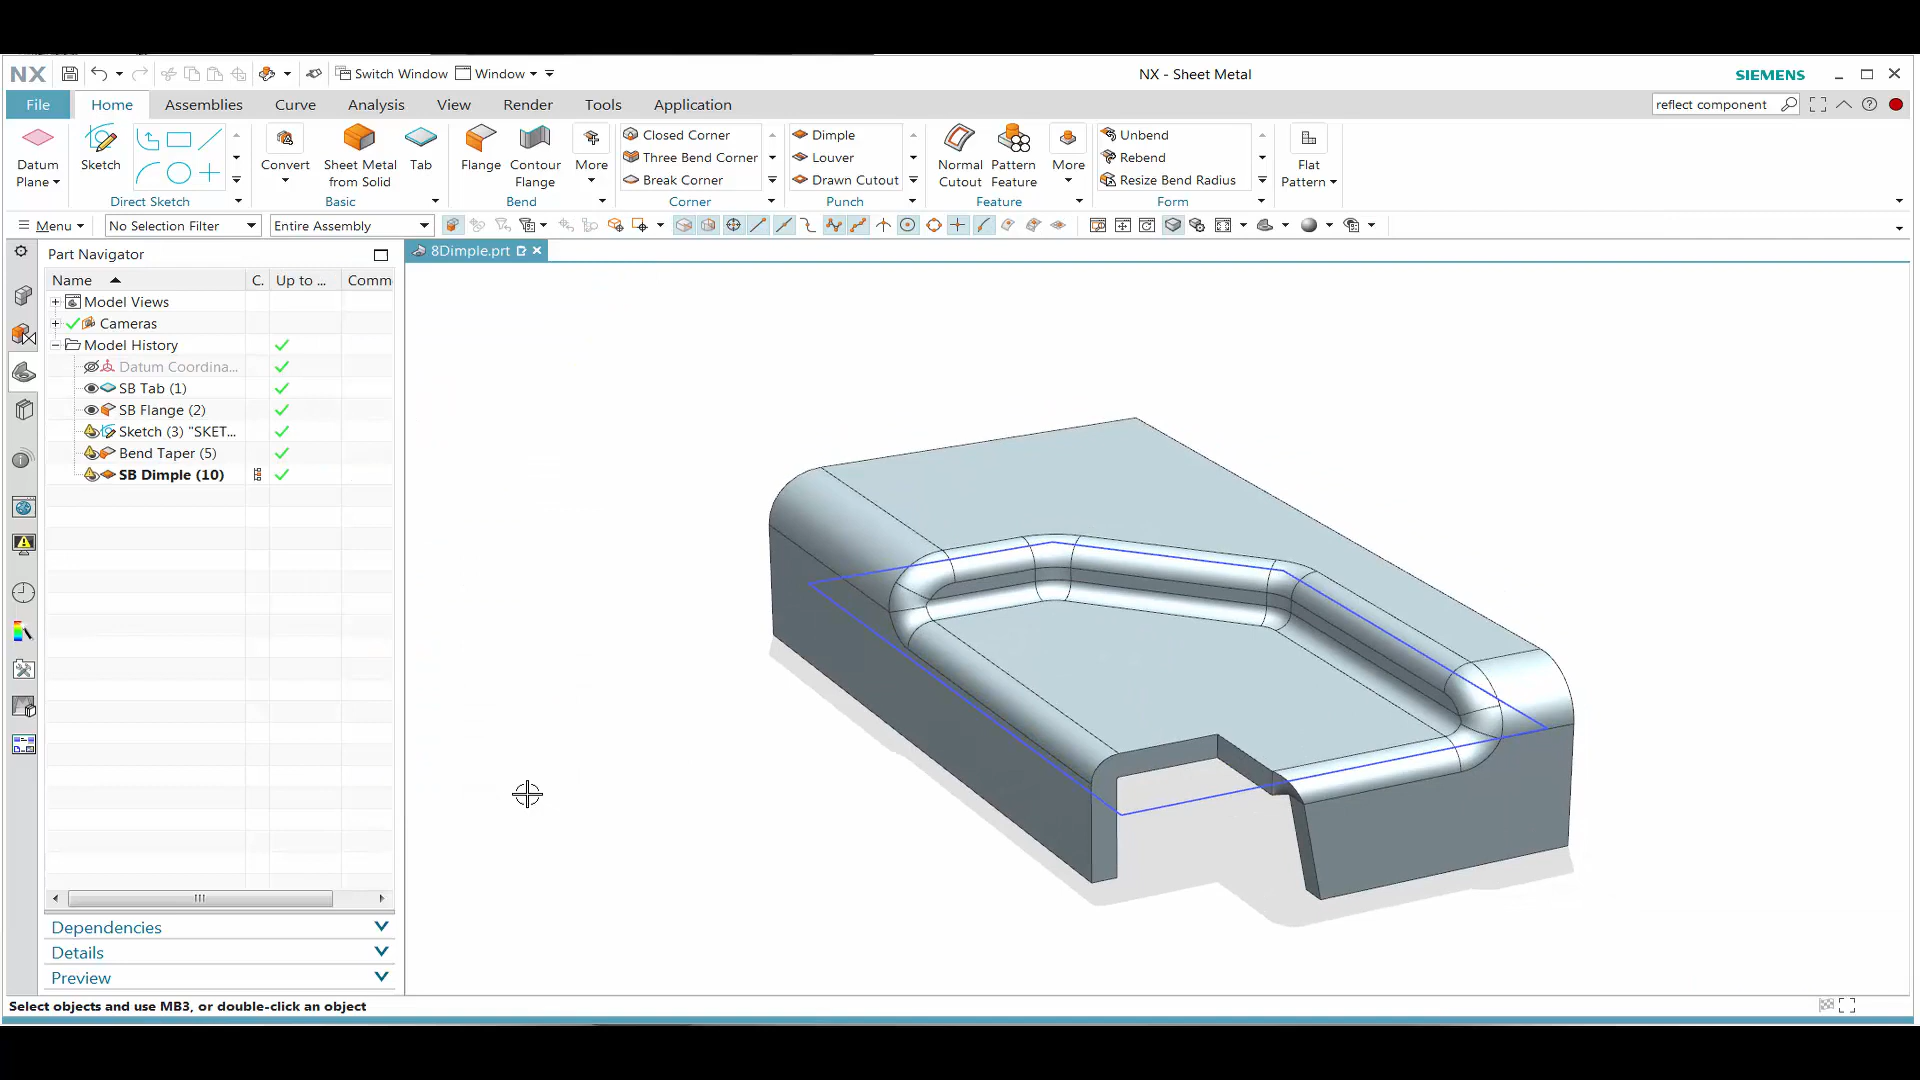 NX Switch Window Window NX - Sheet Metal SIEMENS
File Home Assemblies Curve Analysis View Render Tools Application reflect component
Datum Plane Sketch Convert Sheet Metal from Solid Tab Flange Contour Flange More Closed Corner Three Bend Corner Break Corner Dimple Louver Drawn Cutout Normal Cutout Pattern Feature More Unbend Rebend Resize Bend Radius Flat Pattern
Direct Sketch Basic Bend Corner Punch Feature Form
Menu No Selection Filter Entire Assembly
Part Navigator 8Dimple.prt
Name C. Up to ... Comm
Model Views
Cameras
Model History
Datum Coordina...
SB Tab (1)
SB Flange (2)
Sketch (3) "SKET...
Bend Taper (5)
SB Dimple (10)
Dependencies
Details
Preview
Select objects and use MB3, or double-click an object